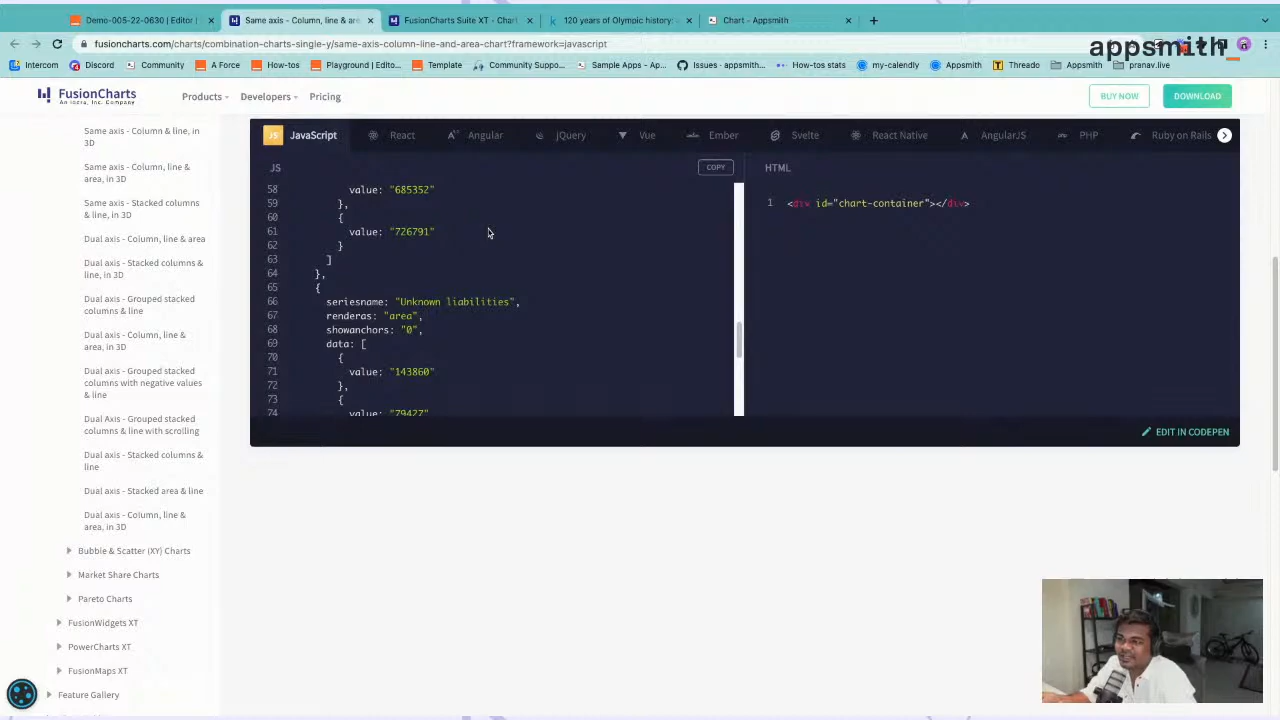 Demo-005-22-0630 | Editor |
Same axis - Column, line & are
FusionCharts Suite XT - Chart
120 years of Olympic history:
Chart - Appsmith
fusioncharts.com/charts/combination-charts-single-y/same-axis-column-line-and-area-chart?framework=javascript
appsmith_
Intercom
Discord
Community
A Force
How-tos
Playground | Edito...
Template
Community Suppo...
Sample Apps - Ap...
Issues · appsmith...
How-tos stats
my-calendly
Appsmith
Threado
Appsmith
pranav.live
FusionCharts
An Idera, Inc. Company
Products
Developers
Pricing
BUY NOW
DOWNLOAD
Same axis - Column & line, in
3D
Same axis - Column, line &
area, in 3D
Same axis - Stacked columns
& line, in 3D
Dual axis - Column, line & area
Dual axis - Stacked columns &
line, in 3D
Dual axis - Grouped stacked
columns & line
Dual axis - Column, line &
area, in 3D
Dual axis - Grouped stacked
columns with negative values
& line
Dual Axis - Grouped stacked
columns & line with scrolling
Dual axis - Stacked columns &
line
Dual axis - Stacked area & line
Dual axis - Column, line &
area, in 3D
Bubble & Scatter (XY) Charts
Market Share Charts
Pareto Charts
FusionWidgets XT
PowerCharts XT
FusionMaps XT
Feature Gallery
JS JavaScript
React
Angular
jQuery
Vue
Ember
Svelte
React Native
AngularJS
PHP
Ruby on Rails
JS
COPY
58 value: "685352"
59 },
60 {
61 value: "726791"
62 }
63 ]
64 },
65 {
66 seriesname: "Unknown liabilities",
67 renderas: "area",
68 showanchors: "0",
69 data: [
70 {
71 value: "143860"
72 },
73 {
74 value: "79427"
HTML
1 <div id="chart-container"></div>
EDIT IN CODEPEN